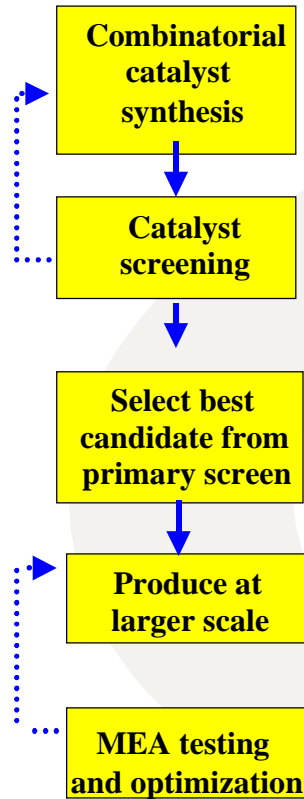 Combinatorial
catalyst
synthesis
Catalyst
screening
Select best
candidate from
primary screen
Produce at
larger scale
MEA testing
and optimization